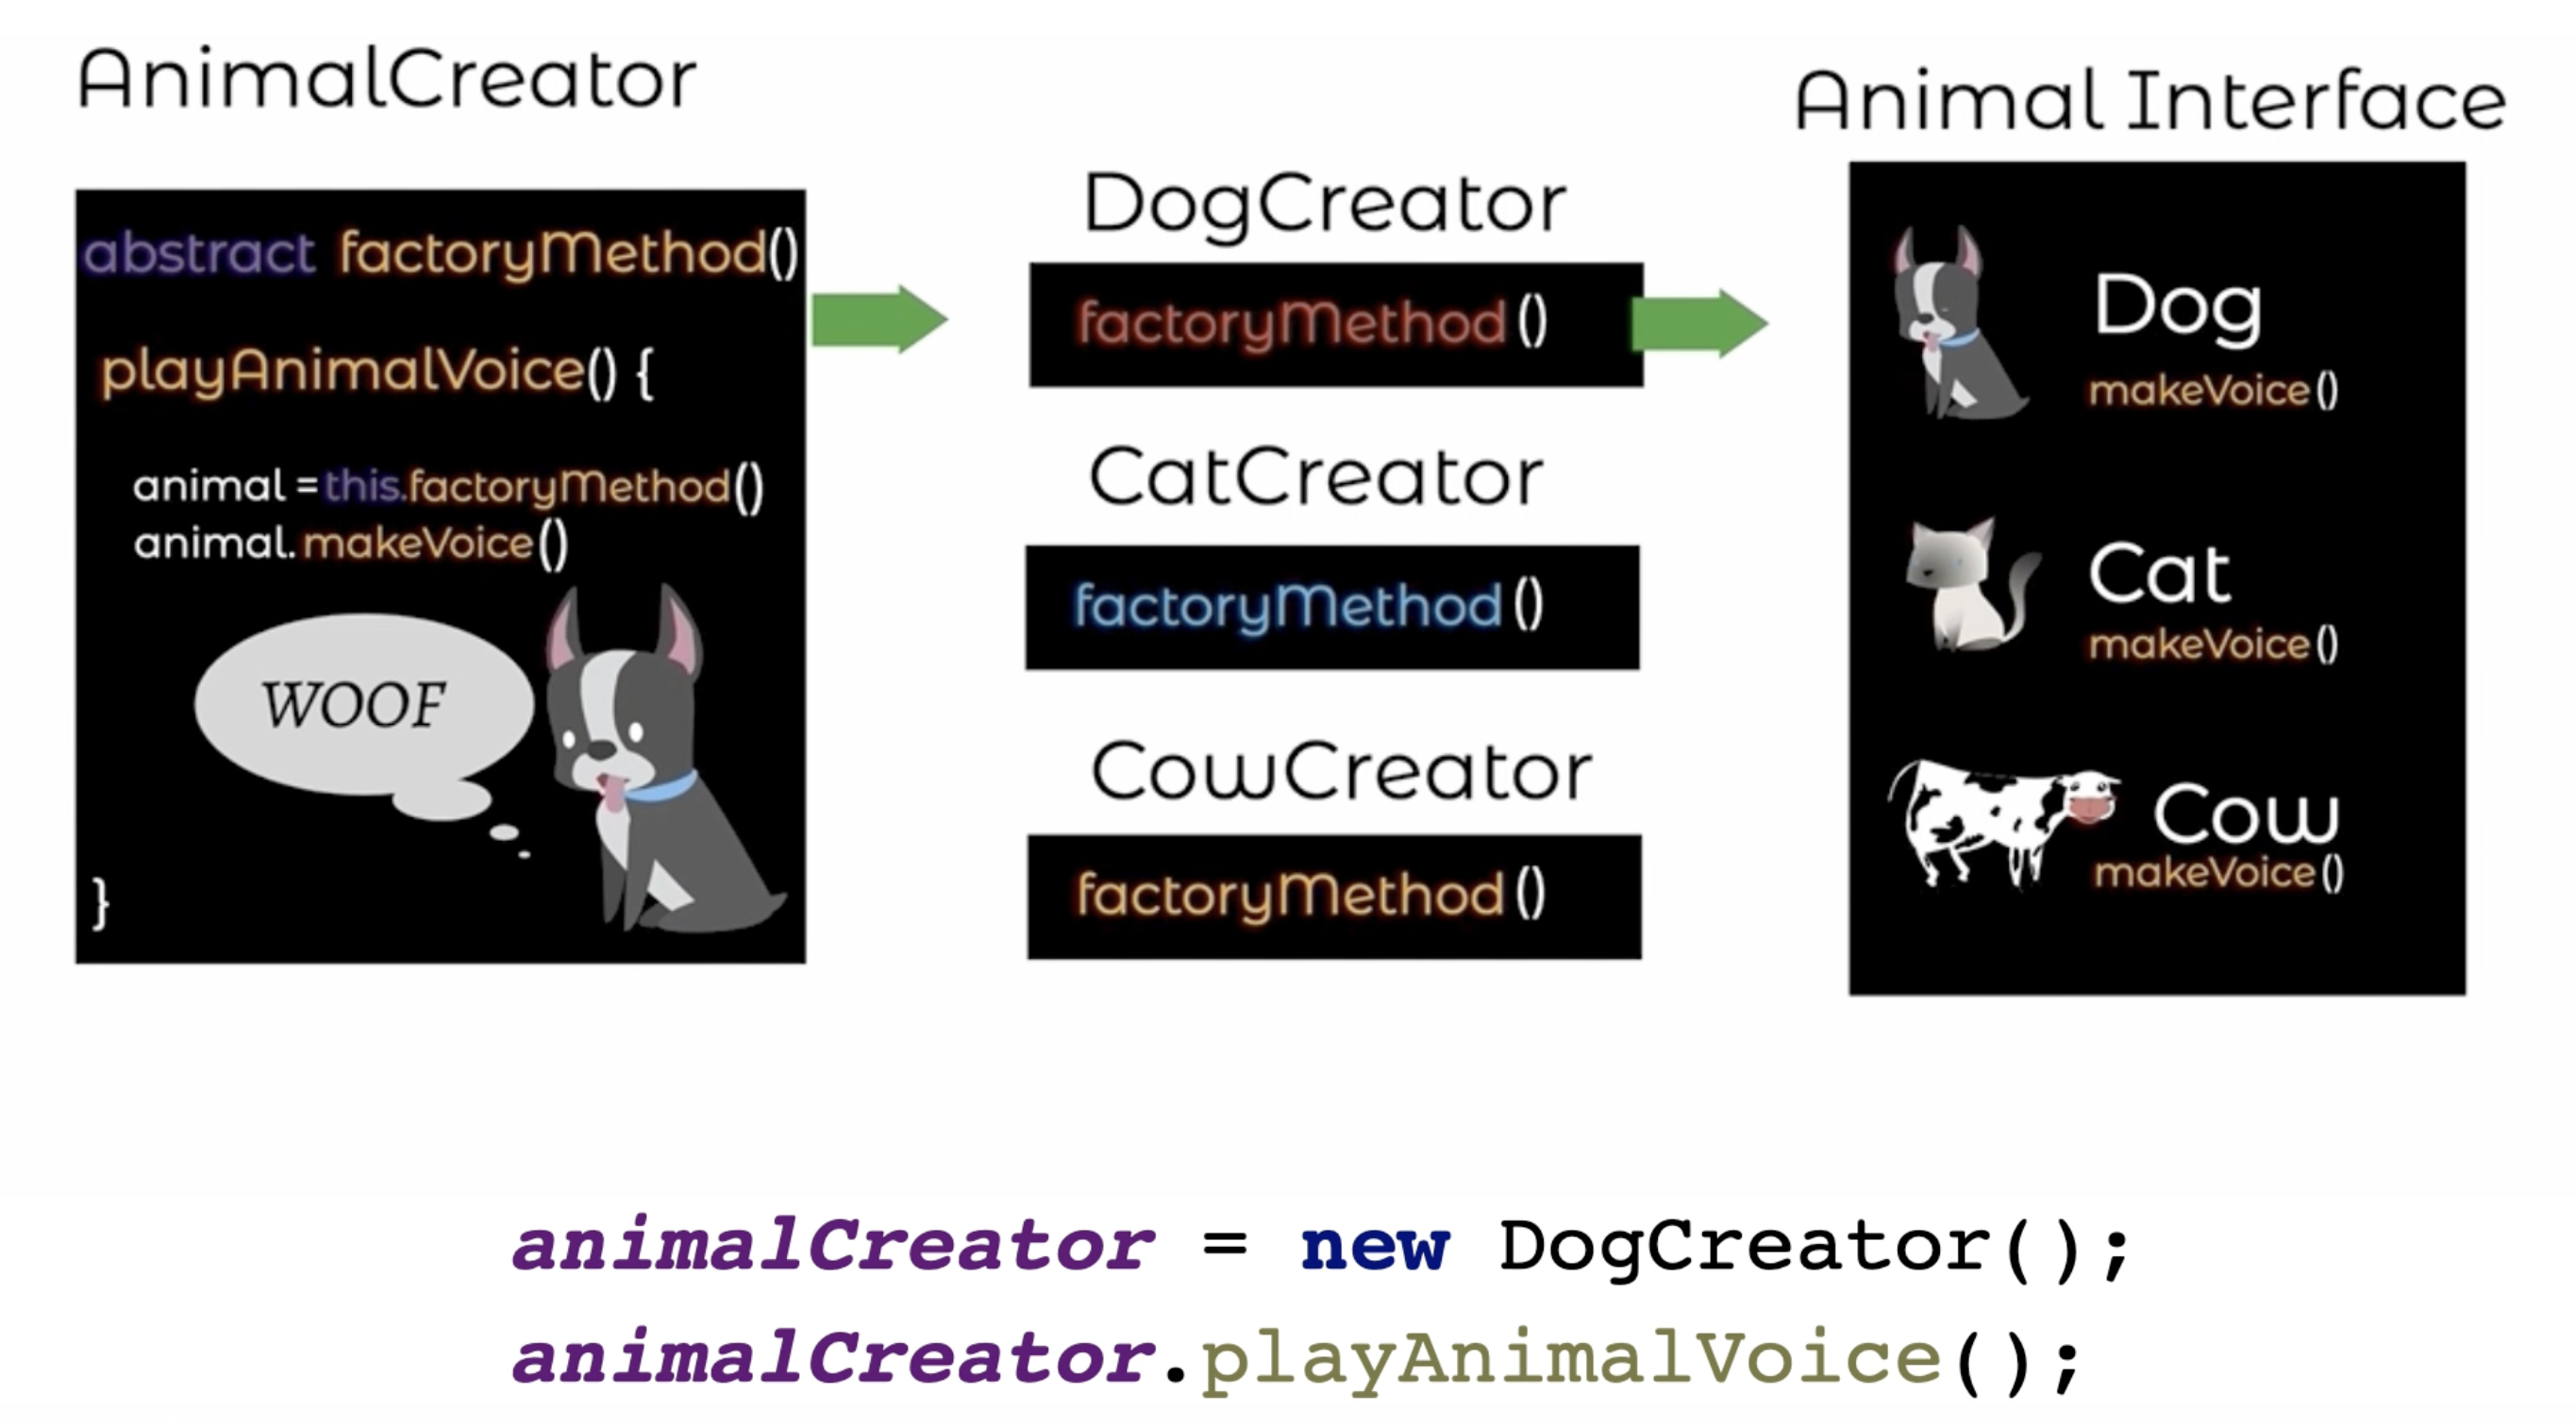 AnimalCreator
abstract factoryMethod()
playAnimalVoice() {
animal = this.factoryMethod()
animal. makeVoice()
WOOF
}
DogCreator
factoryMethod ()
CatCreator
factoryMethod ()
CowCreator
factoryMethod ()
Animal Interface
Dog
makeVoice ()
Cat
makeVoice ()
Cow
makeVoice ()
animalCreator = new DogCreator();
animalCreator.playAnimalVoice();